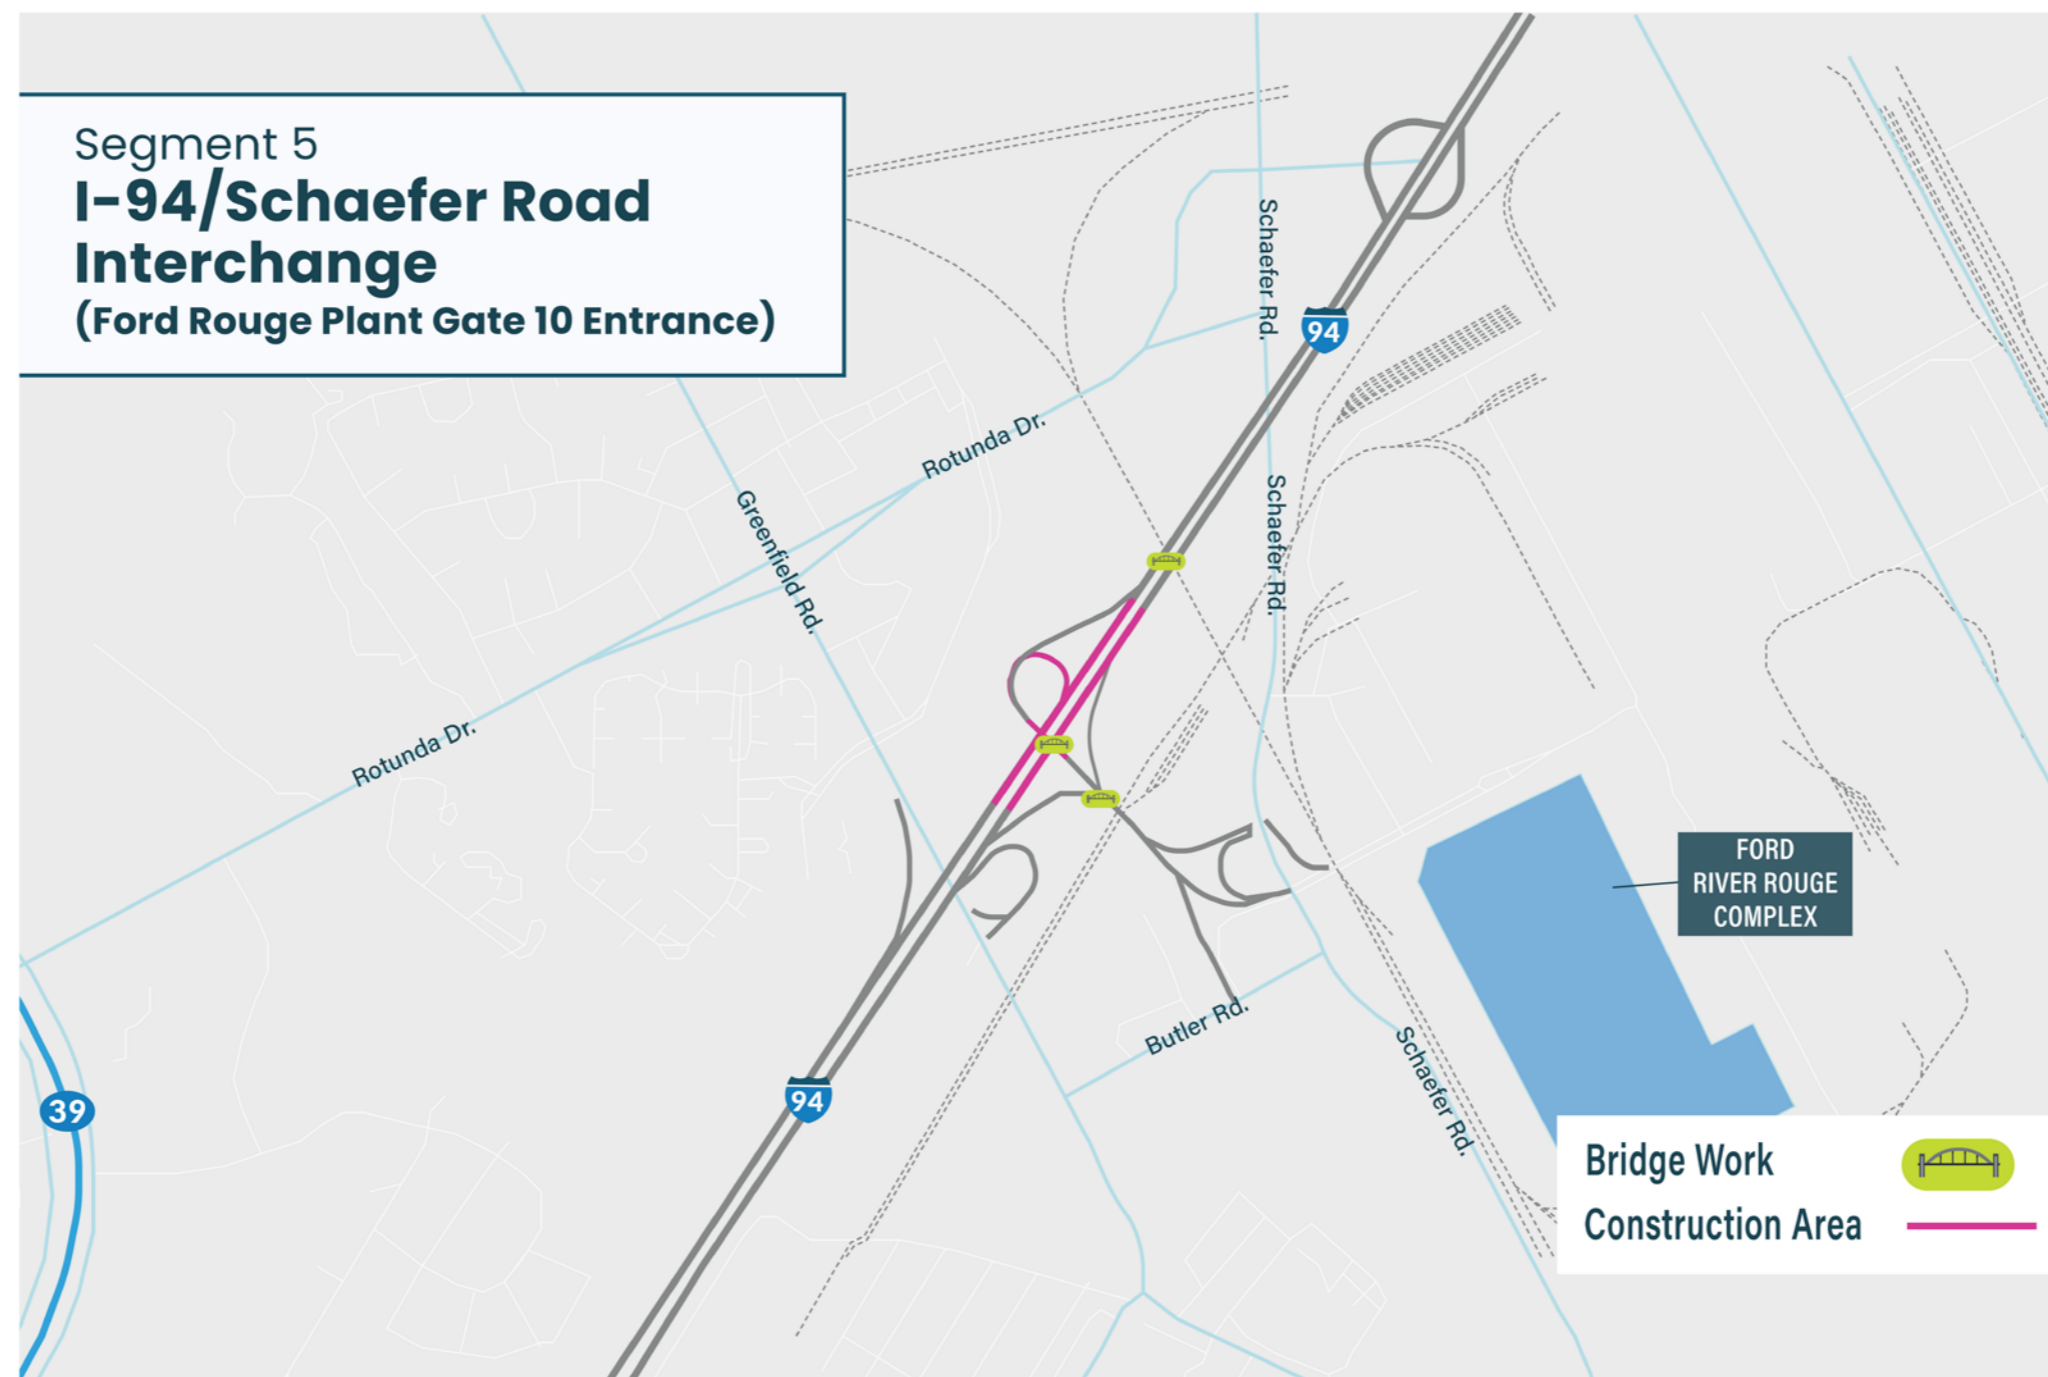 Segment 5
I-94/Schaefer Road
Interchange
(Ford Rouge Plant Gate 10 Entrance)
Schaefer Rd.
94
Rotunda Dr.
Schaefer Rd.
Greenfield Rd.
Rotunda Dr.
FORD
RIVER ROUGE
COMPLEX
Butler Rd.
Schaefer Rd.
94
39
Bridge Work
Construction Area